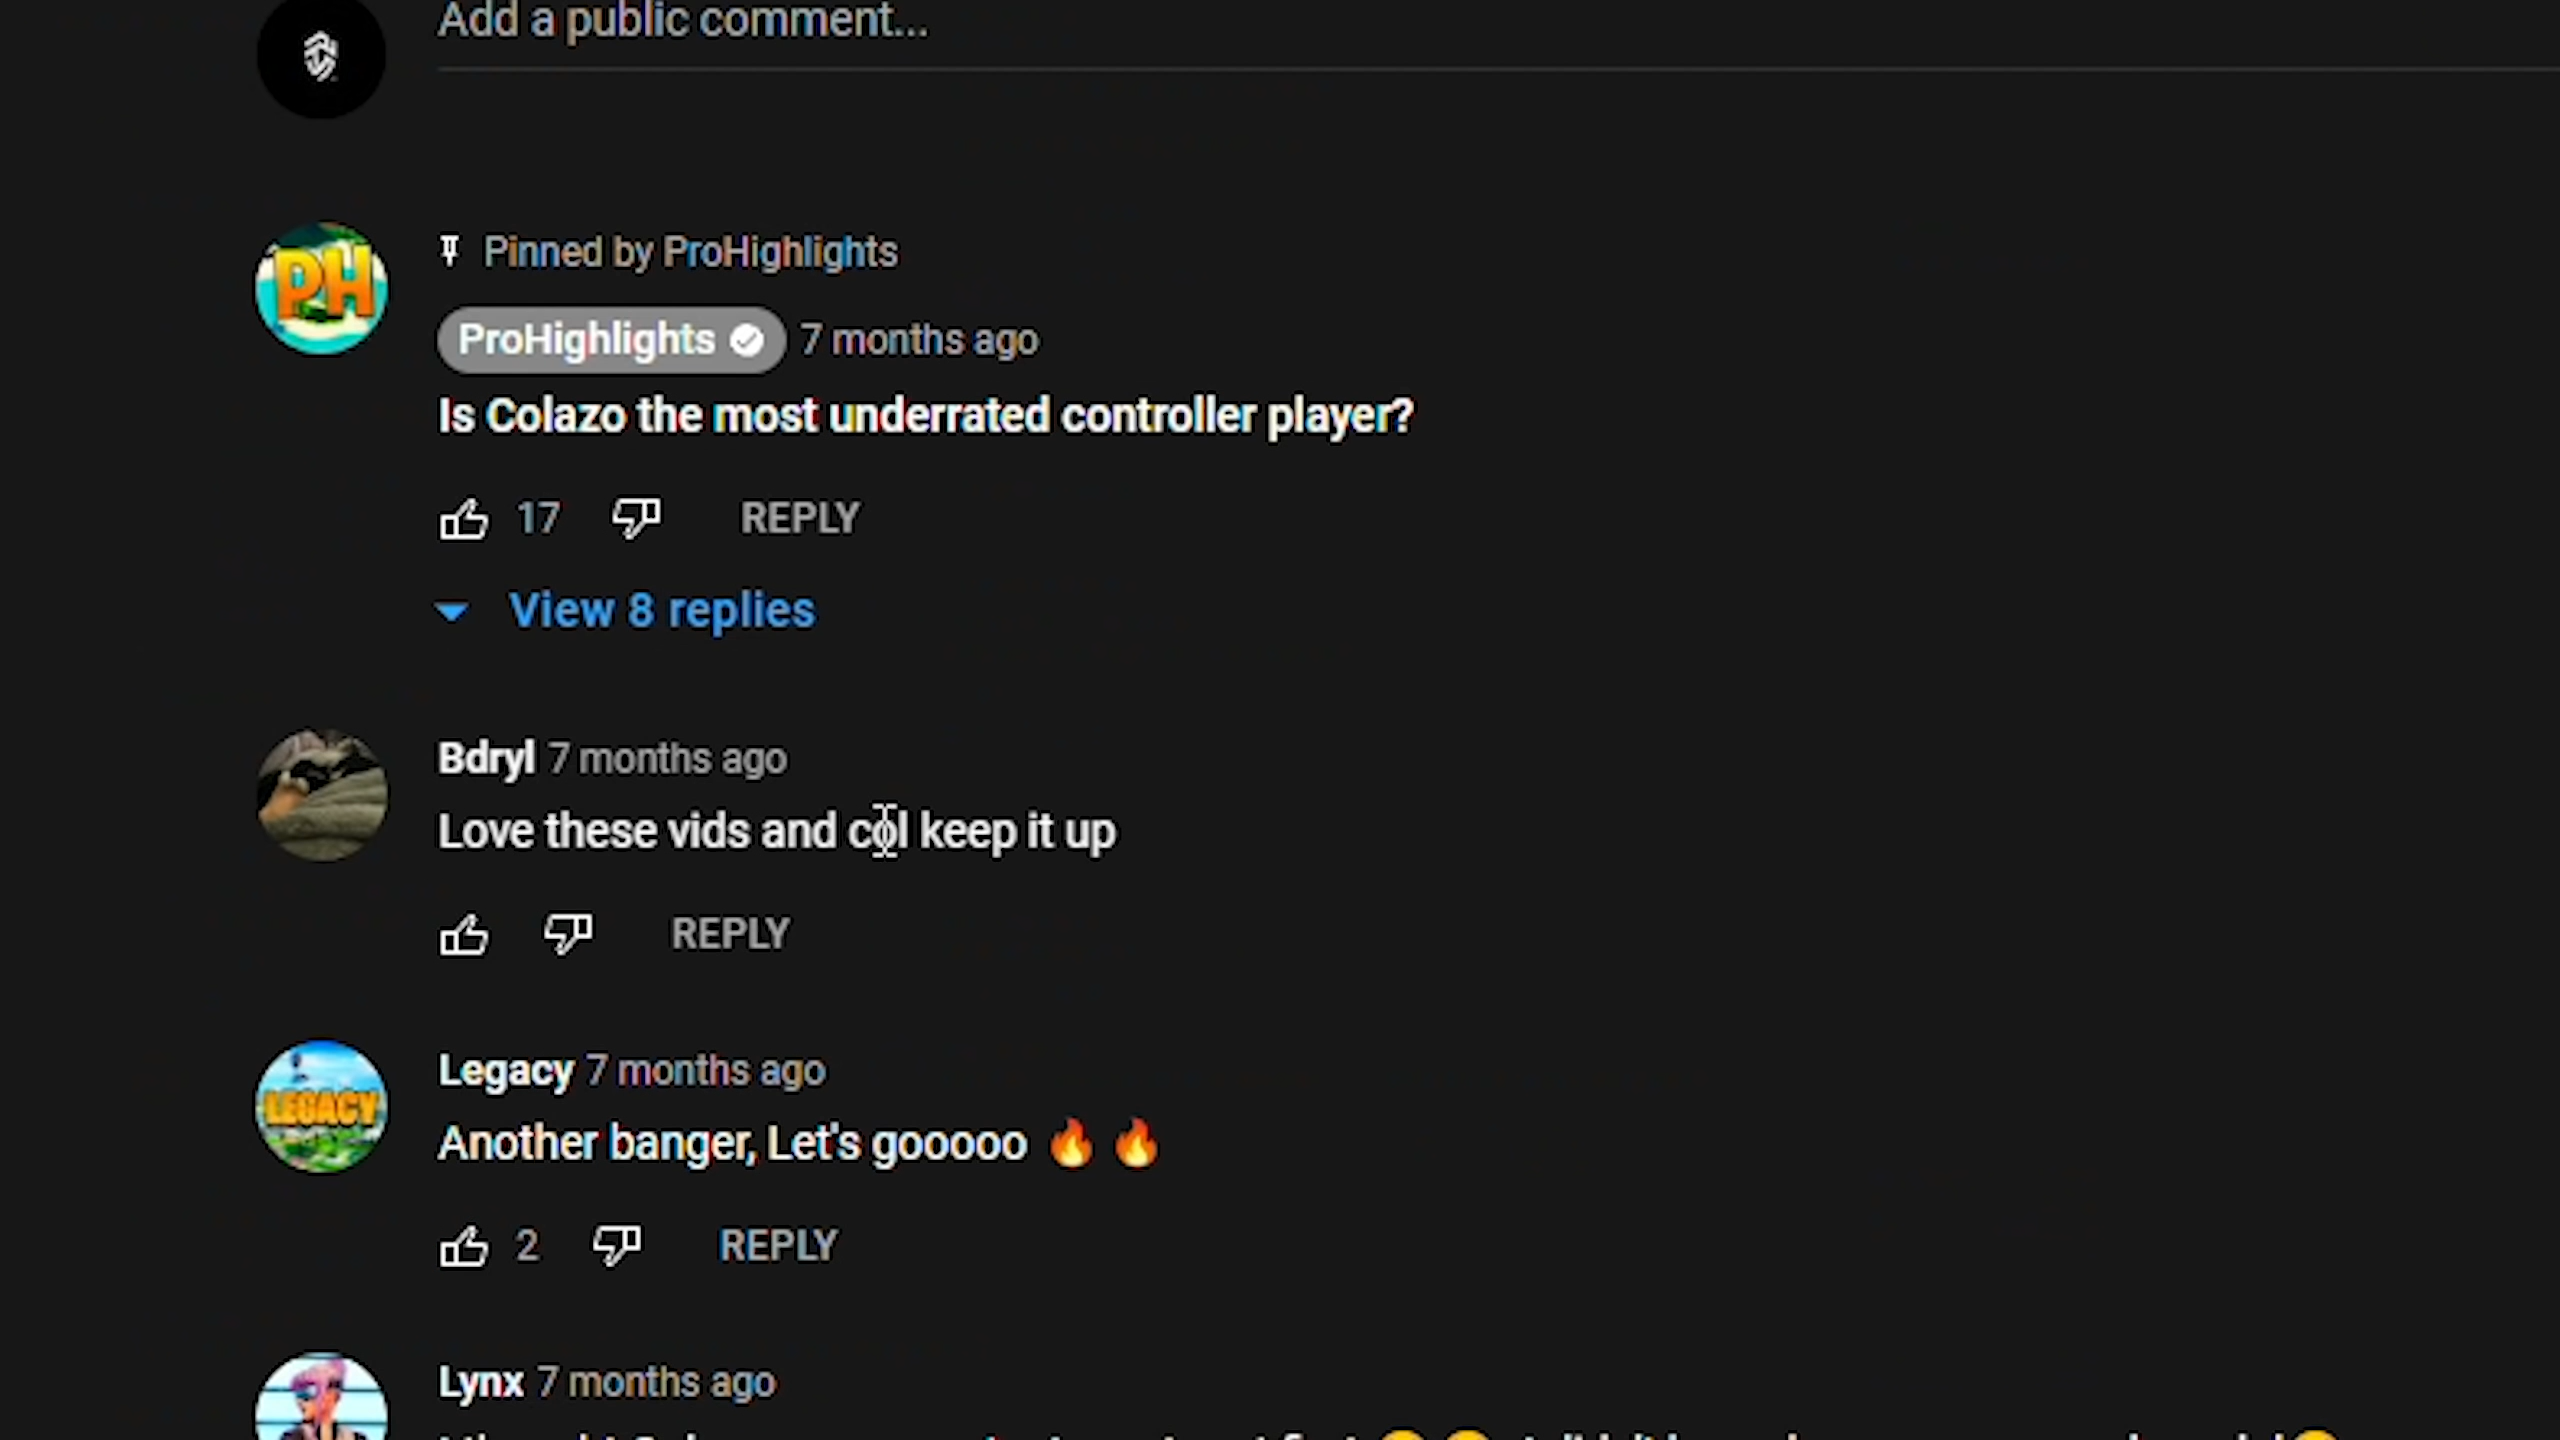 Add a public comment...
Pinned by ProHighlights
PH
ProHighlights 7 months ago
Is Colazo the most underrated controller player?
17 REPLY
View 8 replies
Bdryl 7 months ago
Love these vids and col keep it up
REPLY
Legacy 7 months ago
LEGACY
Another banger, Let's gooooo 🔥 🔥
2 REPLY
Lynx 7 months ago